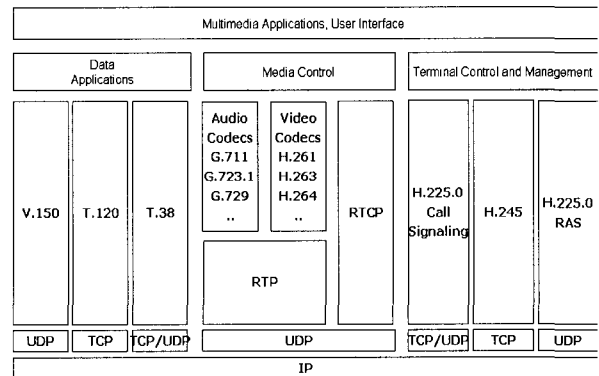 Multimedia Applications, User Interface
Data
Applications
Media Control
Terminal Control and Management
V.150
T.120
T.38
Audio
Codecs
G.711
G.723.1
G.729
..
Video
Codecs
H.261
H.263
H.264
..
RTP
RTCP
H.225.0
Call
Signaling
H.245
H.225.0
RAS
UDP
TCP
TCP/UDP
UDP
TCP/UDP
TCP
UDP
IP